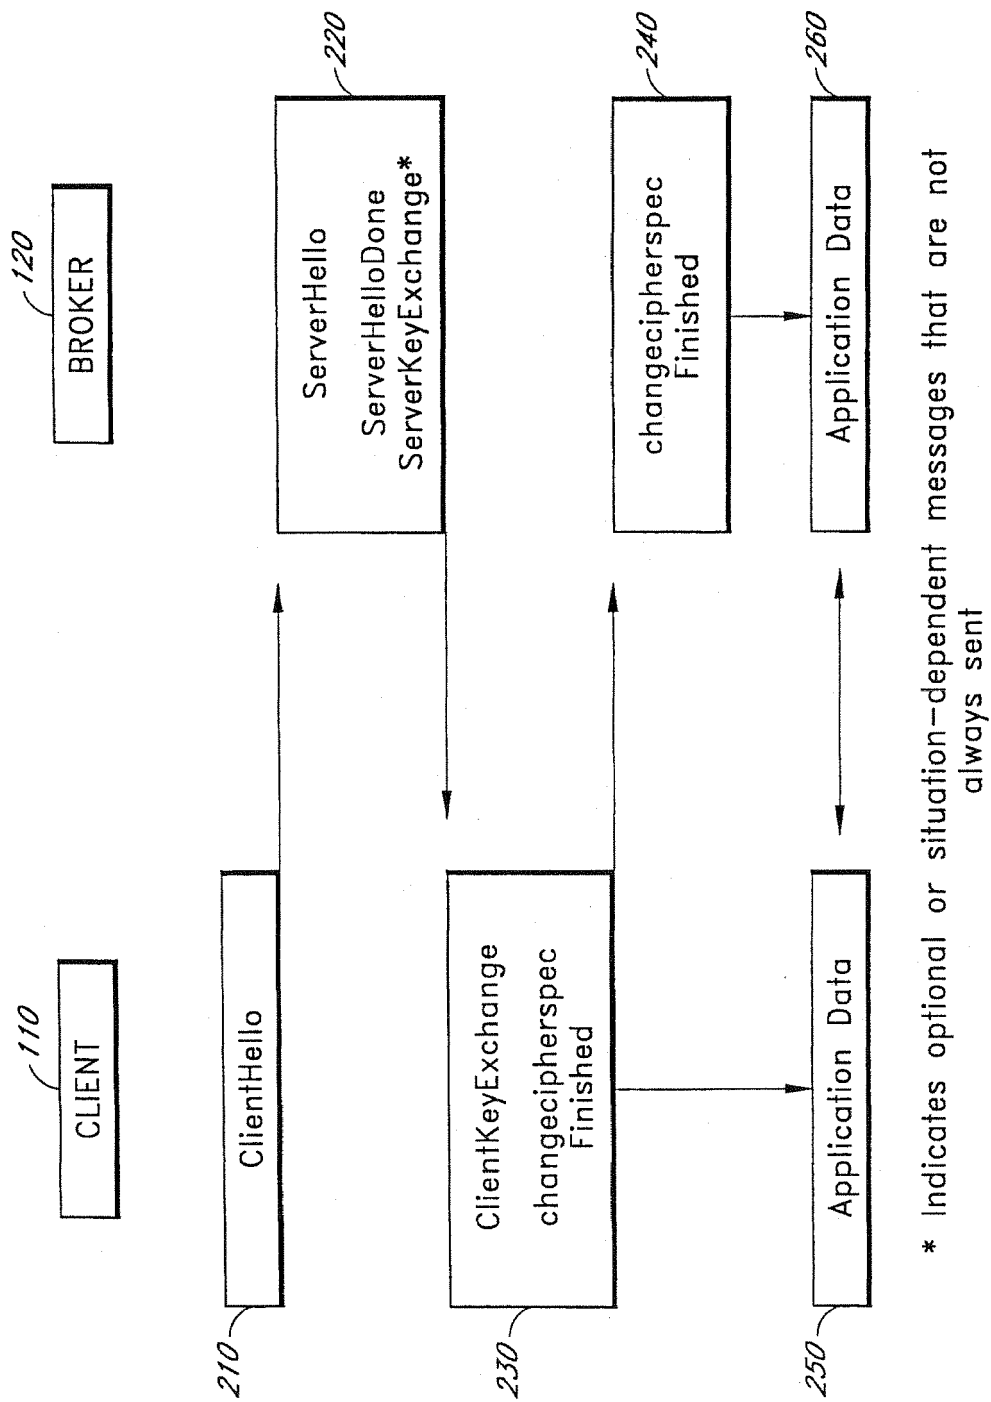 110
CLIENT
120
BROKER
210
ClientHello
220
ServerHello
ServerHelloDone
ServerKeyExchange*
230
ClientKeyExchange
changecipherspec
Finished
240
changecipherspec
Finished
250
Application Data
260
Application Data
* Indicates optional or situation-dependent messages that are not
always sent